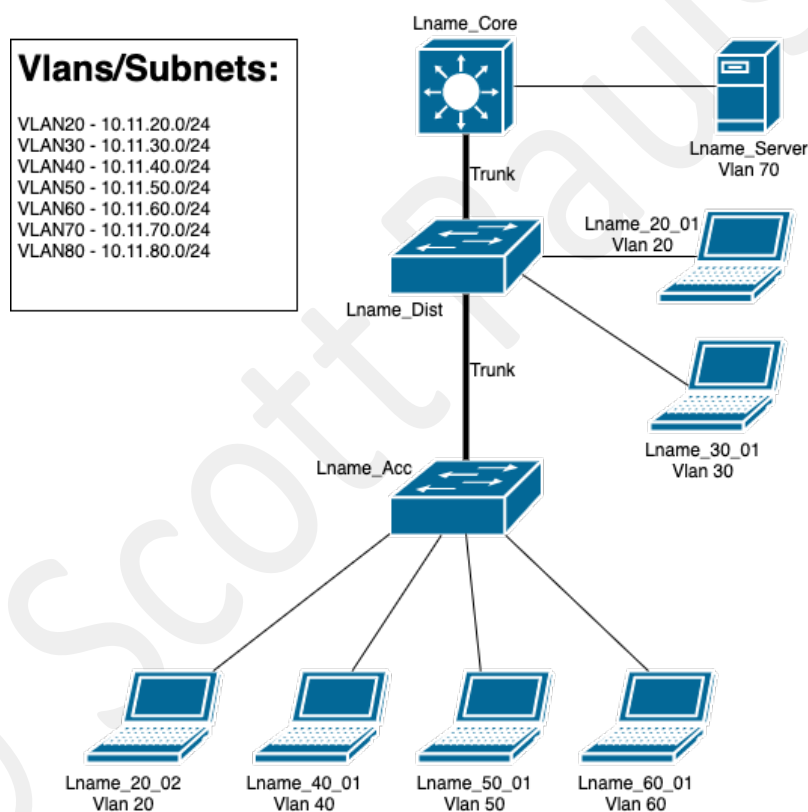 Lname_Core
Vlans/Subnets:
VLAN20 - 10.11.20.0/24
VLAN30 - 10.11.30.0/24
VLAN40 - 10.11.40.0/24
VLAN50 - 10.11.50.0/24
VLAN60 - 10.11.60.0/24
VLAN70 - 10.11.70.0/24
VLAN80 - 10.11.80.0/24
Lname_Server
Vlan 70
Trunk
Lname_20_01
Vlan 20
Lname_Dist
Trunk
Lname_30_01
Vlan 30
Lname_Acc
Lname_20_02
Vlan 20
Lname_40_01
Vlan 40
Lname_50_01
Vlan 50
Lname_60_01
Vlan 60
© Scott